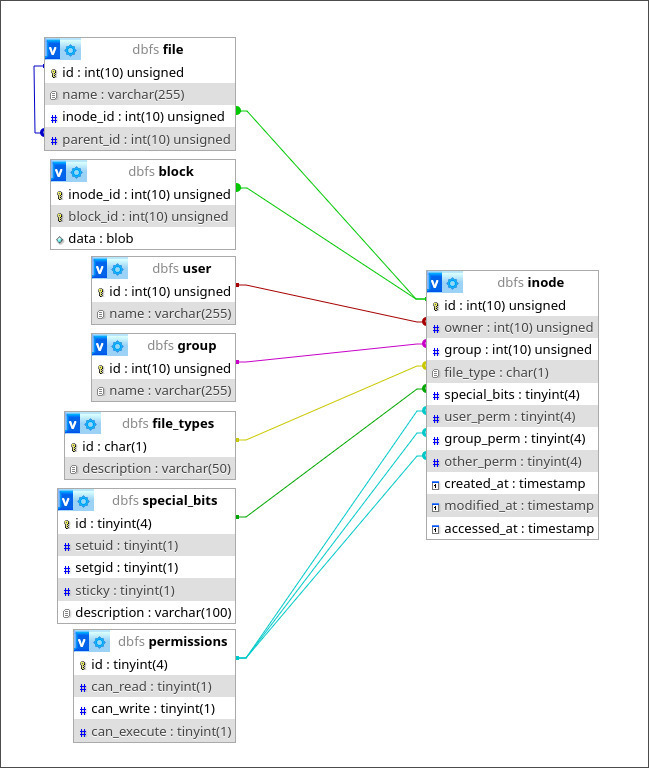 dbfs file
id : int(10) unsigned
name : varchar(255)
inode_id : int(10) unsigned
parent_id : int(10) unsigned
dbfs block
inode_id : int(10) unsigned
block_id : int(10) unsigned
data : blob
dbfs user
id : int(10) unsigned
name : varchar(255)
dbfs group
id : int(10) unsigned
name : varchar(255)
dbfs file_types
id : char(1)
description : varchar(50)
dbfs special_bits
id : tinyint(4)
setuid : tinyint(1)
setgid : tinyint(1)
sticky : tinyint(1)
description : varchar(100)
dbfs permissions
id : tinyint(4)
can_read : tinyint(1)
can_write : tinyint(1)
can_execute : tinyint(1)
dbfs inode
id : int(10) unsigned
owner : int(10) unsigned
group : int(10) unsigned
file_type : char(1)
special_bits : tinyint(4)
user_perm : tinyint(4)
group_perm : tinyint(4)
other_perm : tinyint(4)
created_at : timestamp
modified_at : timestamp
accessed_at : timestamp